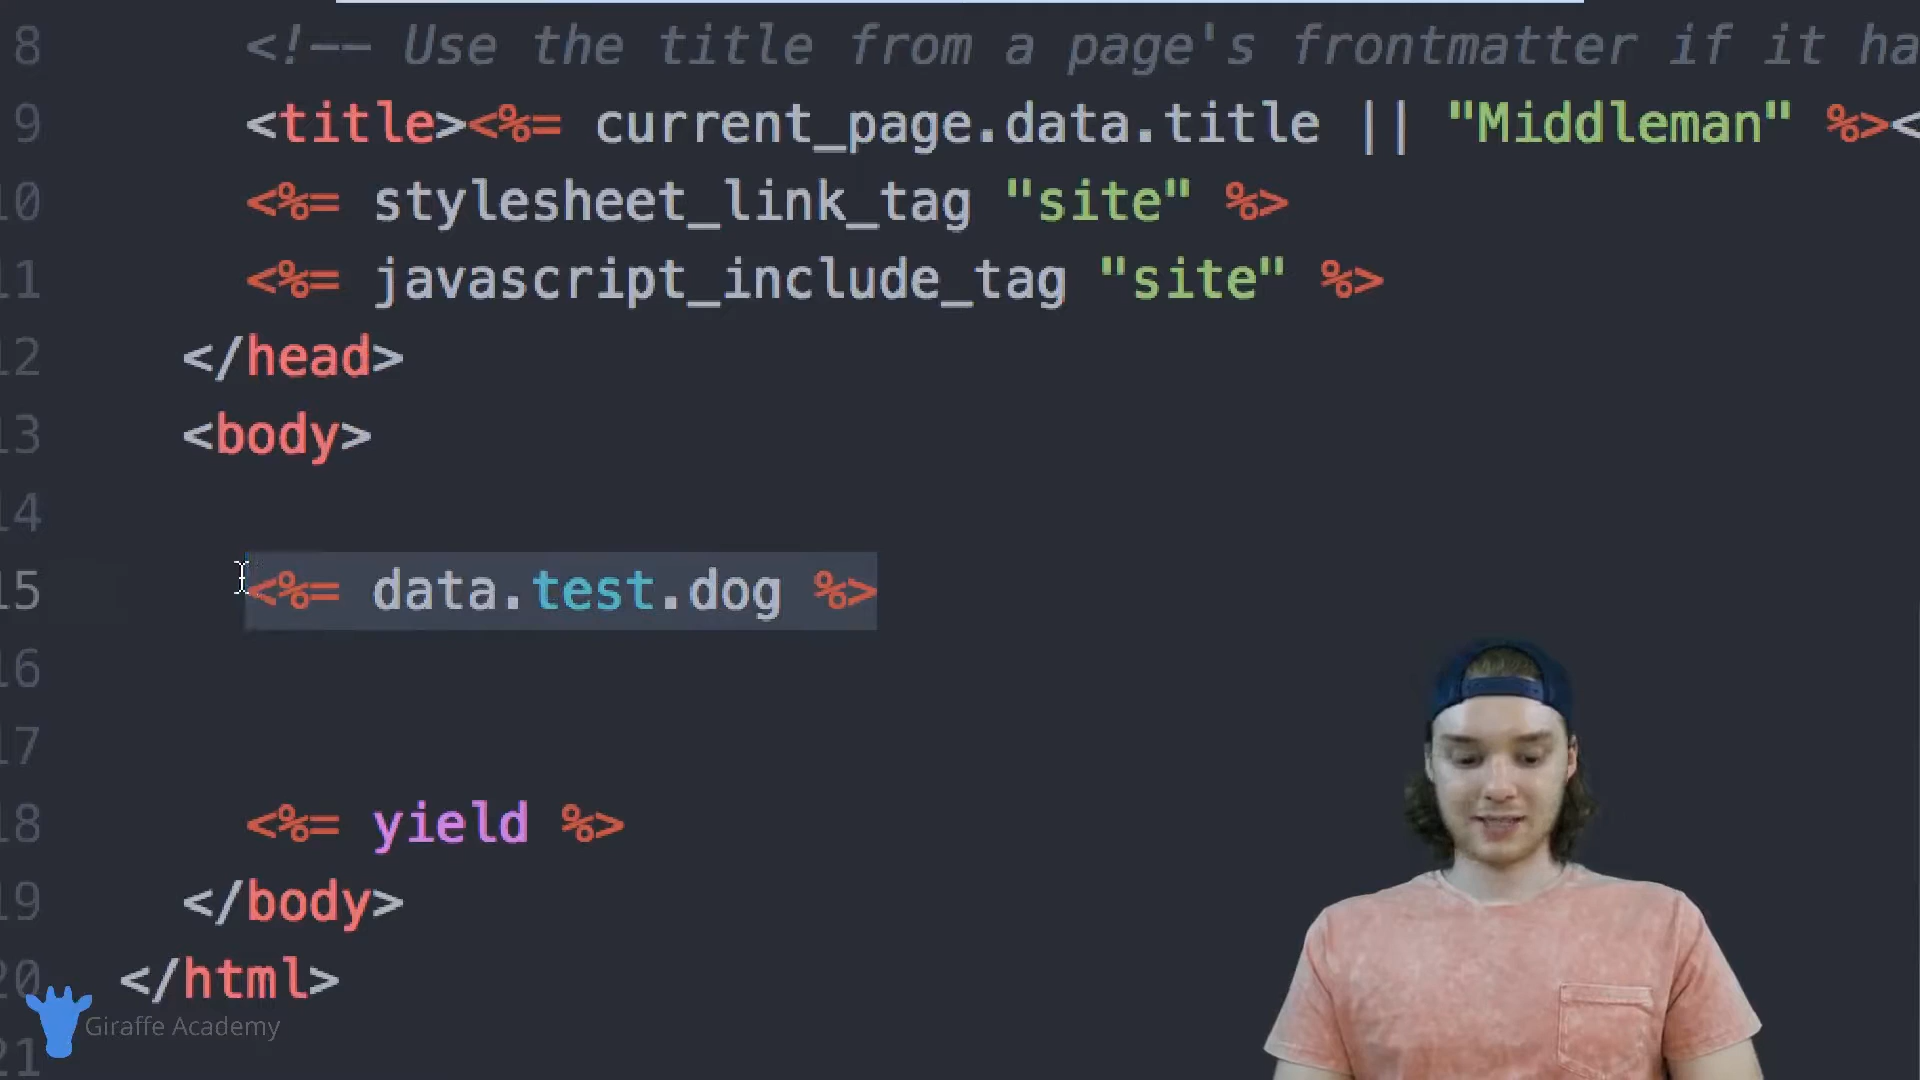 8 <!-- Use the title from a page's frontmatter if it ha
9 <title><%= current_page.data.title || "Middleman" %><
10 <%= stylesheet_link_tag "site" %>
11 <%= javascript_include_tag "site" %>
12 </head>
13 <body>
14
15 <%= data.test.dog %>
16
17
18 <%= yield %>
19 </body>
20 </html>
Giraffe Academy
21